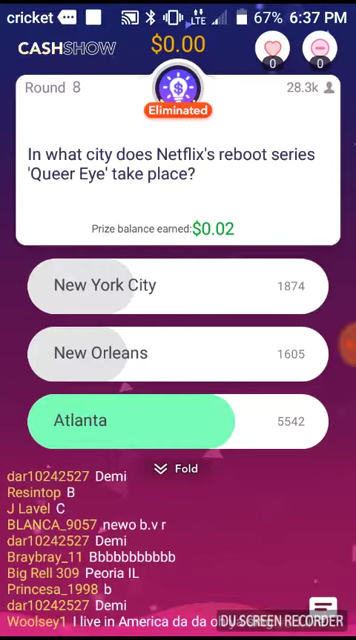 cricket LTE 67% 6:37 PM
CASHSHOW $0.00
0 0
Round 8 28.3k
Eliminated
In what city does Netflix's reboot series
'Queer Eye' take place?
Prize balance earned:$0.02
New York City 1874
New Orleans 1605
Atlanta 5542
Fold
dar10242527 Demi
Resintop B
J Lavel C
BLANCA_9057 newo b.v r
dar10242527 Demi
Braybray_11 Bbbbbbbbbbb
Big Rell 309 Peoria IL
Princesa_1998 b
dar10242527 Demi
Woolsey1 I live in America da da
DU SCREEN RECORDER